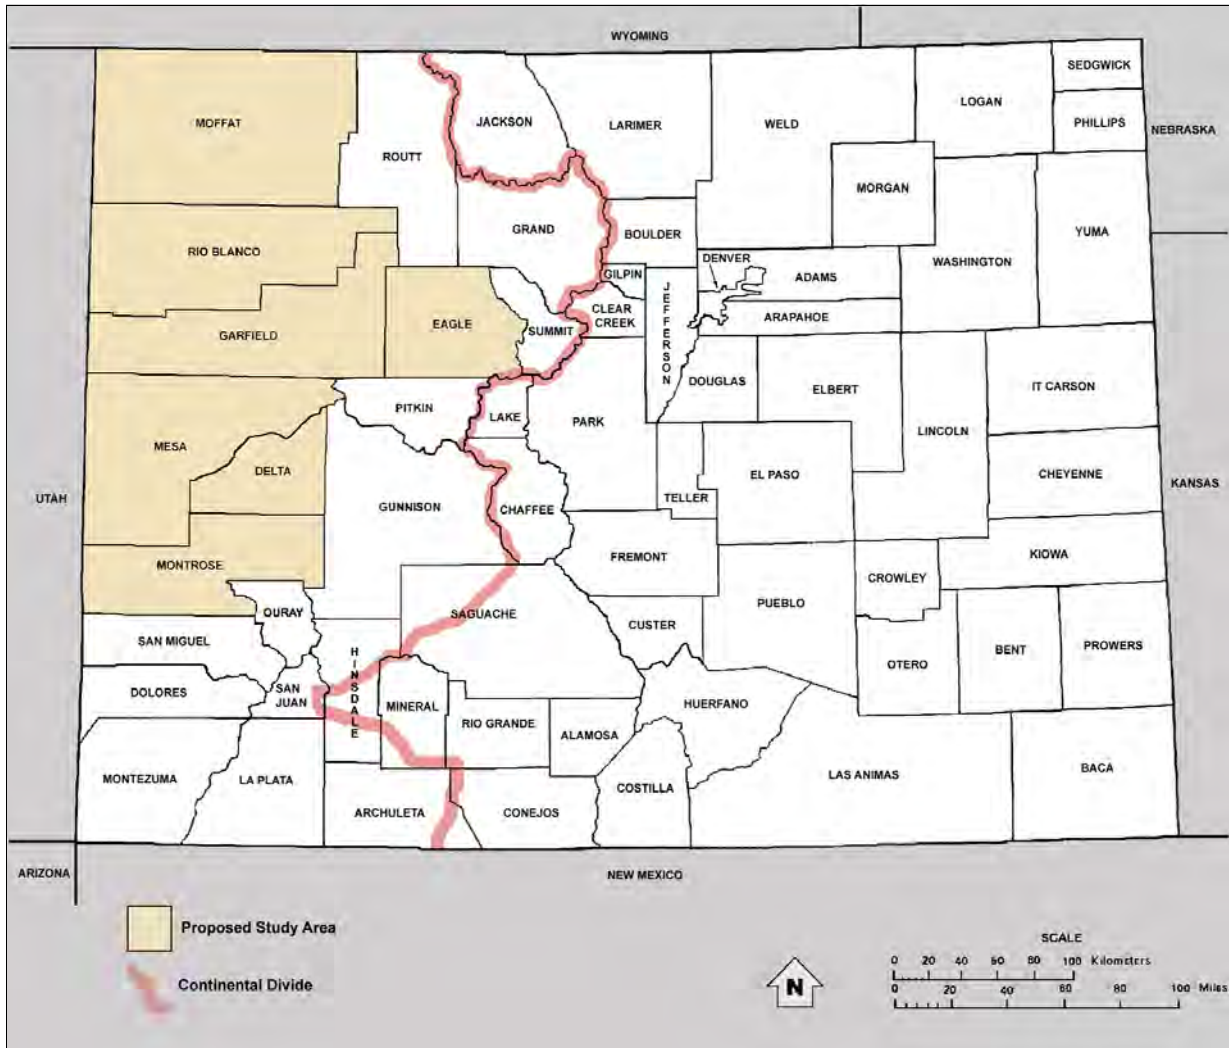 WYOMING
SEDGWICK
LOGAN
MOFFAT
JACKSON
LARIMER
WELD
PHILLIPS
NEBRASKA
ROUTT
MORGAN
GRAND
BOULDER
YUMA
RIO BLANCO
DENVER
WASHINGTON
GILPIN
ADAMS
JEFFERSON
EAGLE
CLEAR
CREEK
ARAPAHOE
GARFIELD
SUMMIT
DOUGLAS
IT CARSON
ELBERT
PITKIN
LAKE
PARK
LINCOLN
MESA
DELTA
EL PASO
CHEYENNE
UTAH
TELLER
KANSAS
GUNNISON
CHAFFEE
KIOWA
FREMONT
MONTROSE
CROWLEY
PUEBLO
OURAY
SAGUACHE
CUSTER
SAN MIGUEL
HINSDALE
BENT
PROWERS
OTERO
DOLORES
SAN
JUAN
MINERAL
HUERFANO
RIO GRANDE
ALAMOSA
MONTEZUMA
LA PLATA
LAS ANIMAS
BACA
COSTILLA
ARCHULETA
CONEJOS
ARIZONA
NEW MEXICO
Proposed Study Area
Continental Divide
N
SCALE
0 20 40 60 80 100 Kilometers
0 20 40 60 80 100 Miles